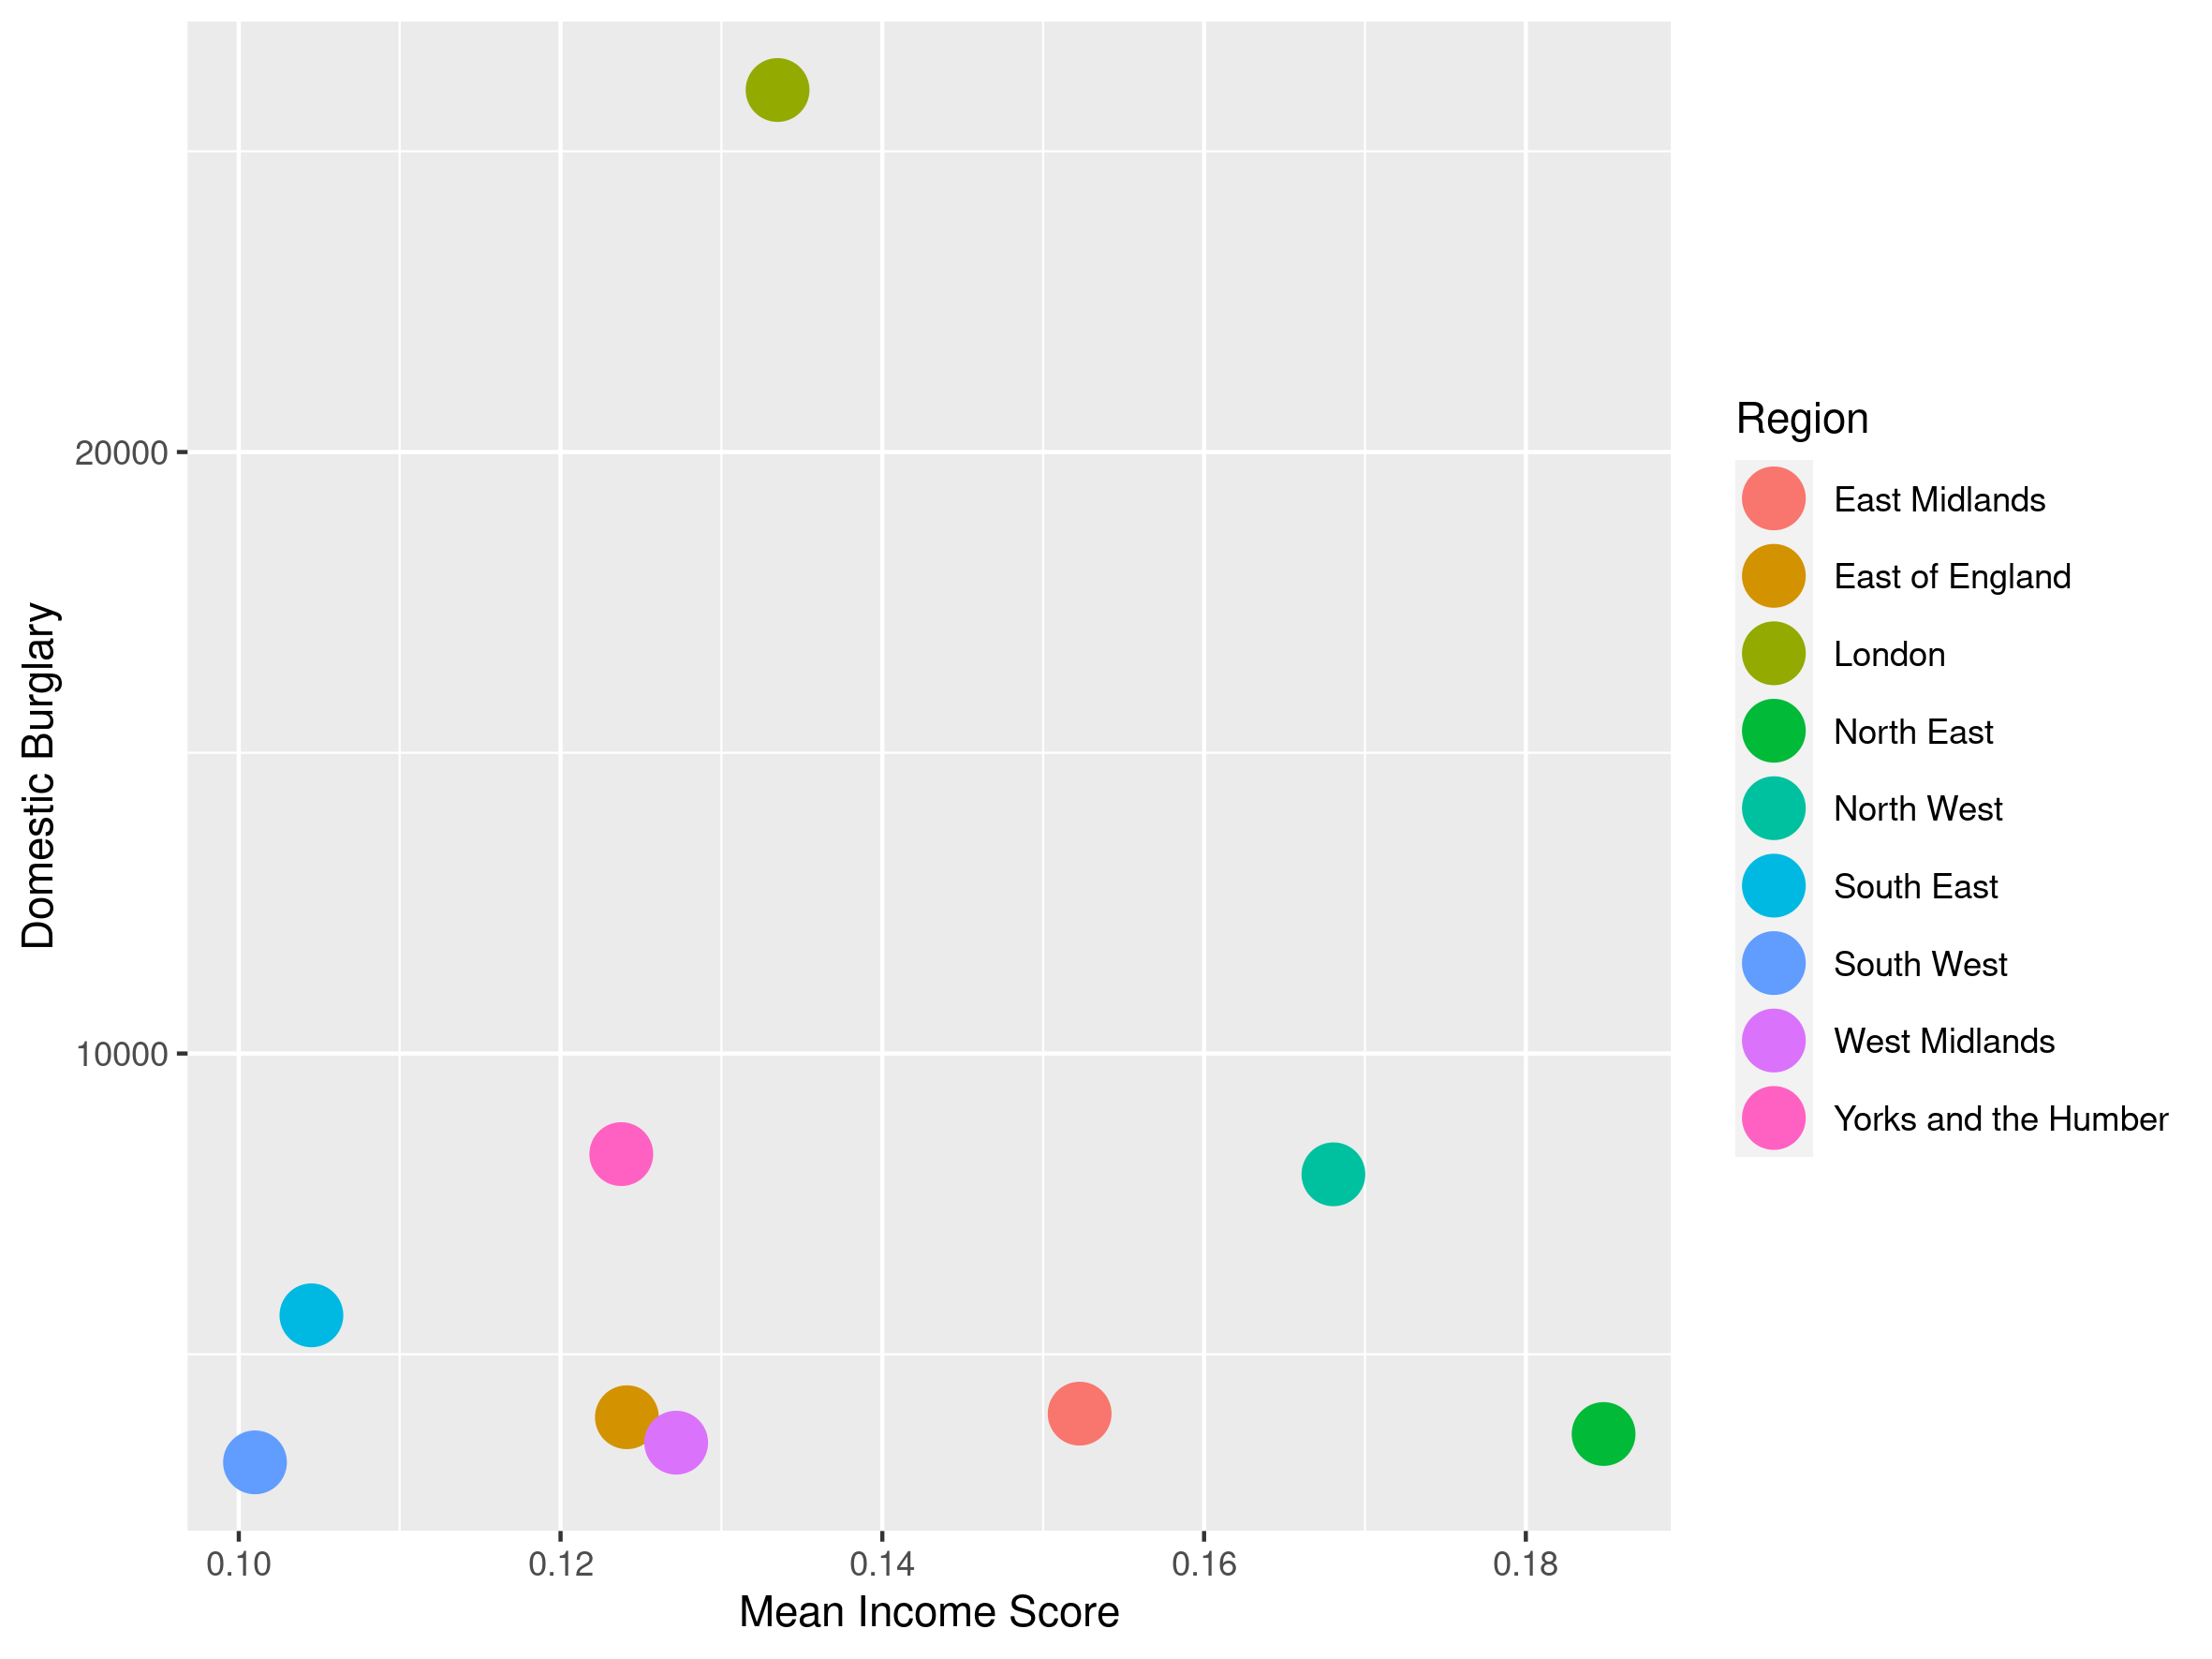 Domestic Burglary
20000
10000
0.10 0.12 0.14 0.16 0.18
Mean Income Score
Region
East Midlands
East of England
London
North East
North West
South East
South West
West Midlands
Yorks and the Humber